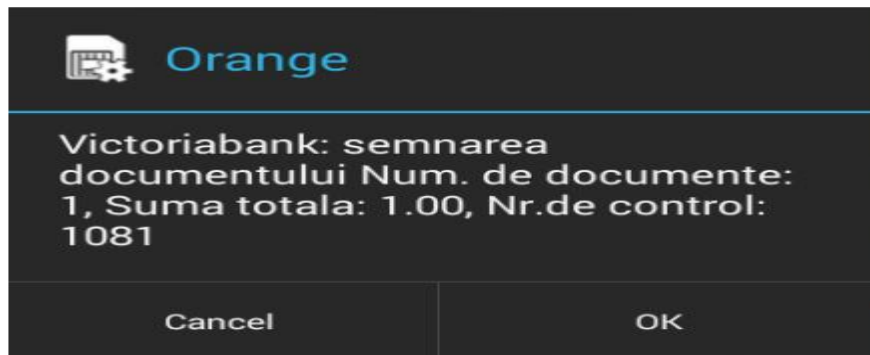 Orange
Victoriabank: semnarea
documentului Num. de documente:
1, Suma totala: 1.00, Nr.de control:
1081
Cancel
OK